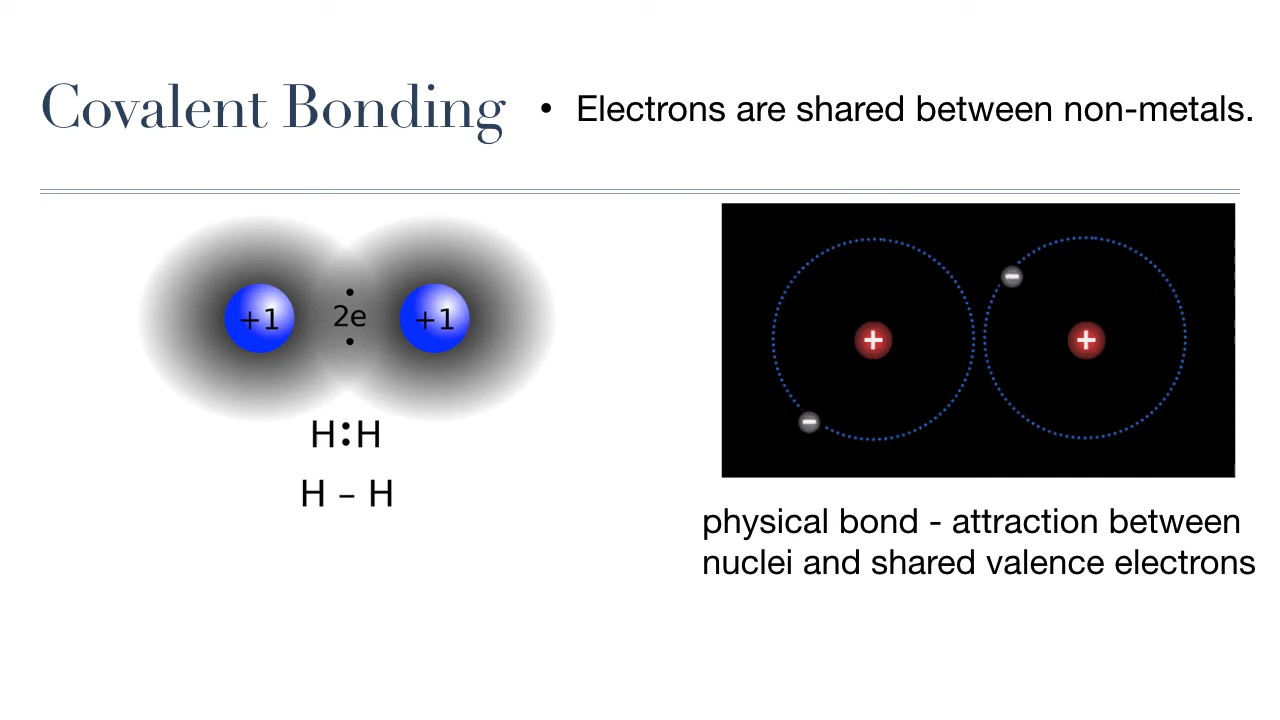 Covalent Bonding
• Electrons are shared between non-metals.
+1 2e +1
H:H
H – H
+ − +
−
physical bond - attraction between
nuclei and shared valence electrons